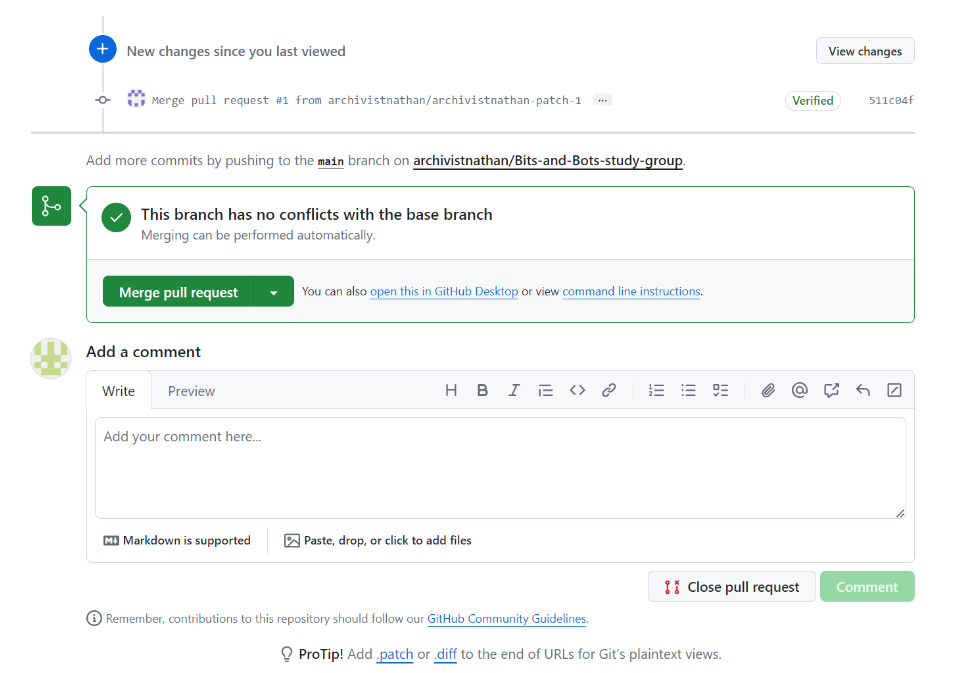 New changes since you last viewed View changes
Merge pull request #1 from archivistnathan/archivistnathan-patch-1 ... Verified 511c04f
Add more commits by pushing to the main branch on archivistnathan/Bits-and-Bots-study-group.
This branch has no conflicts with the base branch
Merging can be performed automatically.
Merge pull request You can also open this in GitHub Desktop or view command line instructions.
Add a comment
Write Preview
Add your comment here...
Markdown is supported Paste, drop, or click to add files
Close pull request Comment
Remember, contributions to this repository should follow our GitHub Community Guidelines.
ProTip! Add .patch or .diff to the end of URLs for Git's plaintext views.